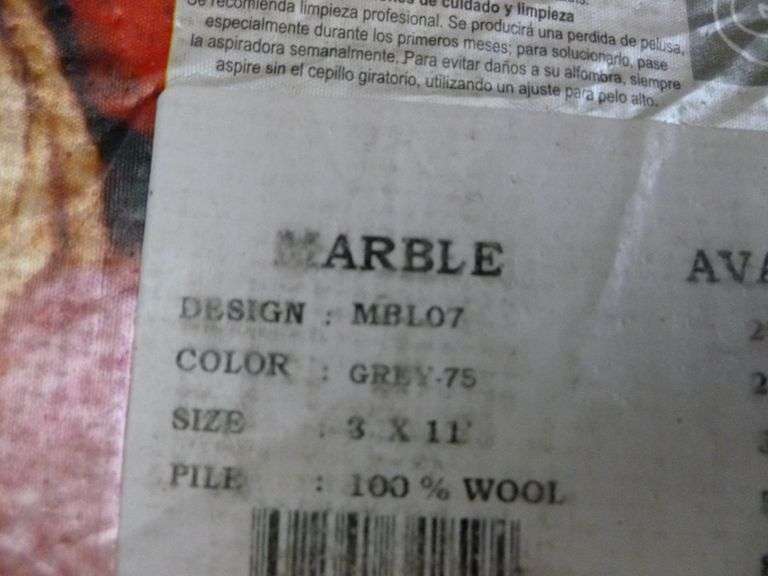 de cuidado y limpieza
Se recomienda limpieza profesional. Se producirá una perdida de pelusa,
especialmente durante los primeros meses; para solucionarlo, pase
la aspiradora semanalmente. Para evitar daños a su alfombra, siempre
aspire sin el cepillo giratorio, utilizando un ajuste para pelo alto.
MARBLE
AVA
DESIGN : MBL07
2
COLOR : GREY-75
2
SIZE : 3 X 11'
PILE : 100 % WOOL